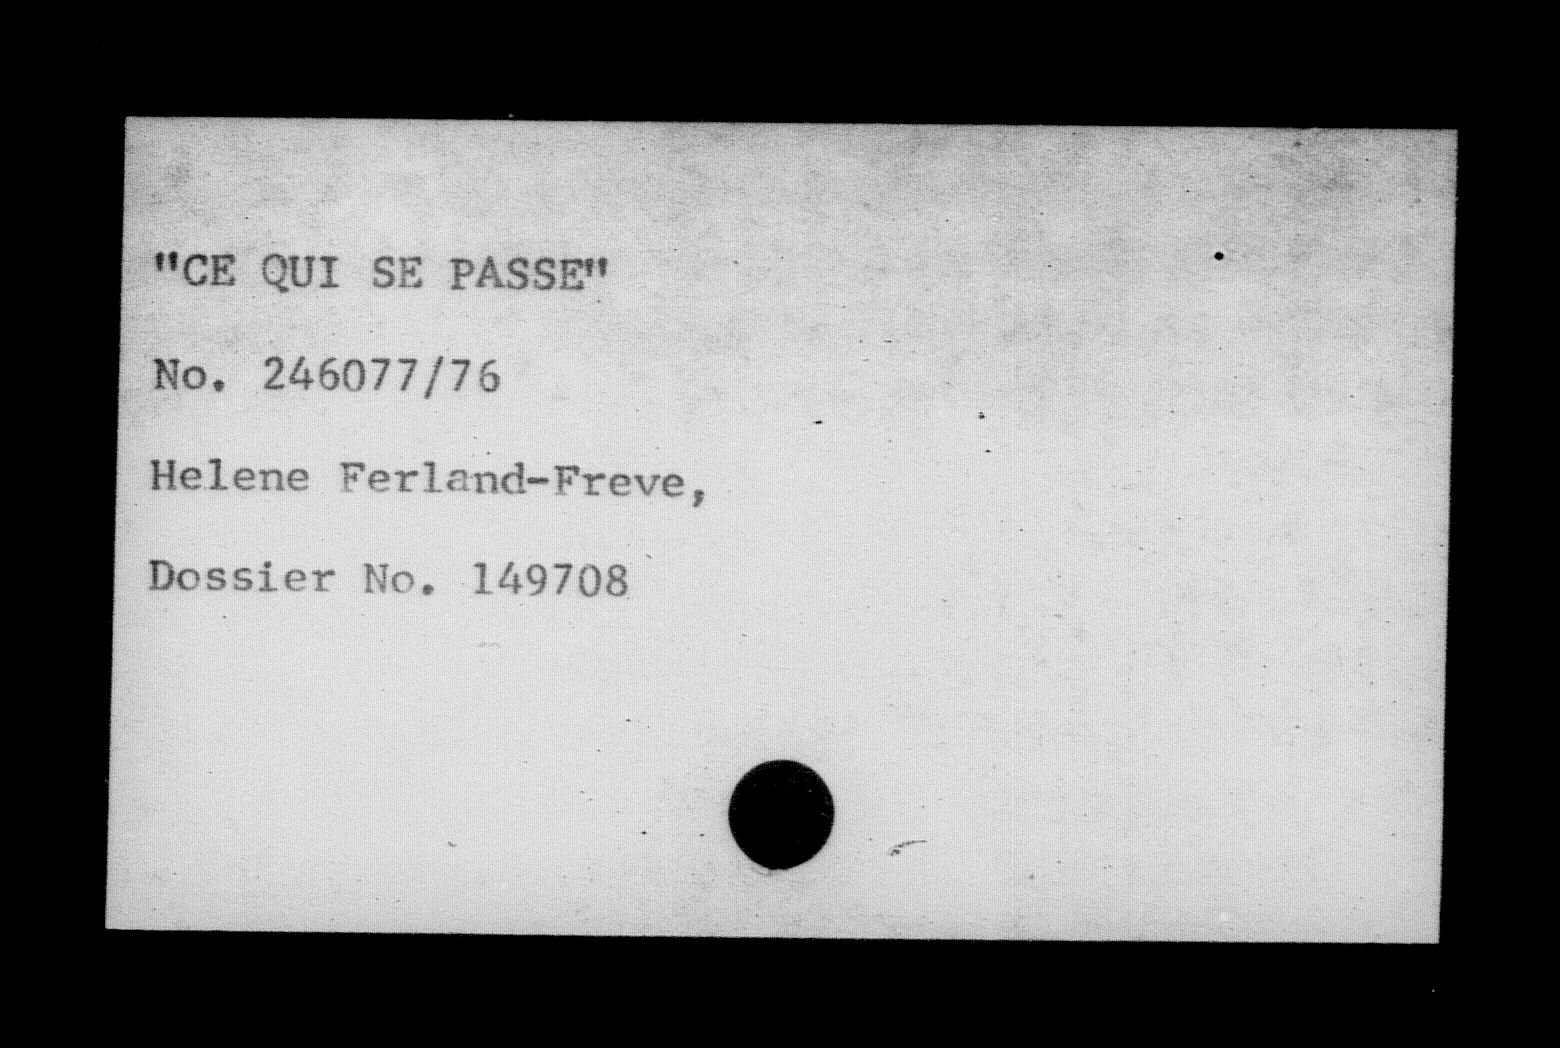 "CE QUI SE PASSE"
No. 246077/76
Helene Ferland-Freve,
Dossier No. 149708